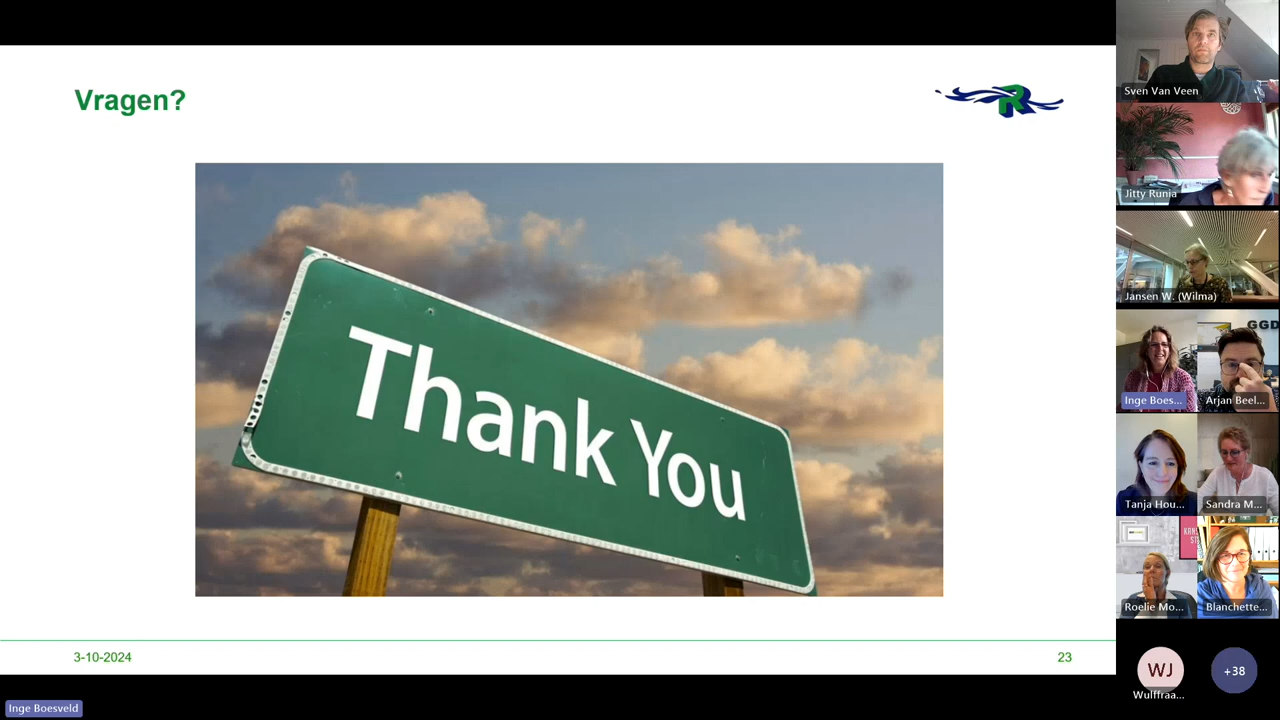 Vragen?
R
Thank You
3-10-2024
23
Inge Boesveld
Sven Van Veen
Jitty Runia
Jansen W. (Wilma)
GGD
Inge Boes...
Arjan Beel...
Tanja Hou...
Sandra M...
Roelie Mo...
Blanchette...
WJ
Wulffraa...
+38